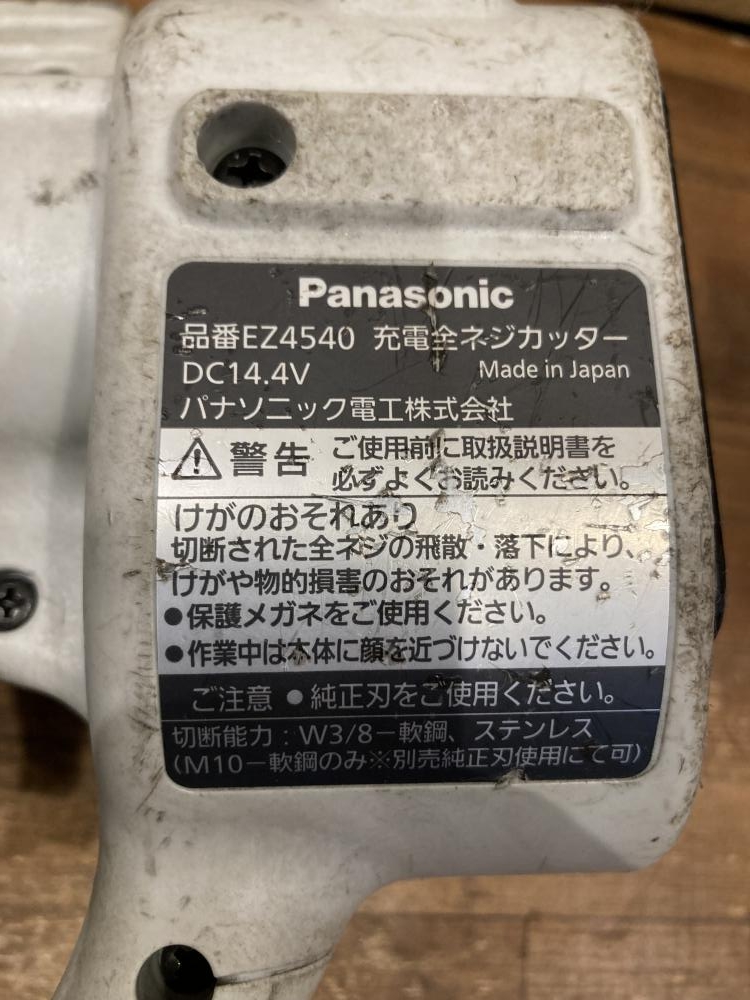 Panasonic
品番EZ4540 充電全ネジカッター
DC14.4V Made in Japan
パナソニック電工株式会社
警告 ご使用前に取扱説明書を
必ずよくお読みください。
けがのおそれあり
切断された全ネジの飛散・落下により、
けがや物的損害のおそれがあります。
●保護メガネをご使用ください。
●作業中は本体に顔を近づけないでください。
ご注意 ●純正刃をご使用ください。
切断能力:W3/8-軟鋼、ステンレス
(M10-軟鋼のみ※別売純正刃使用にて可)